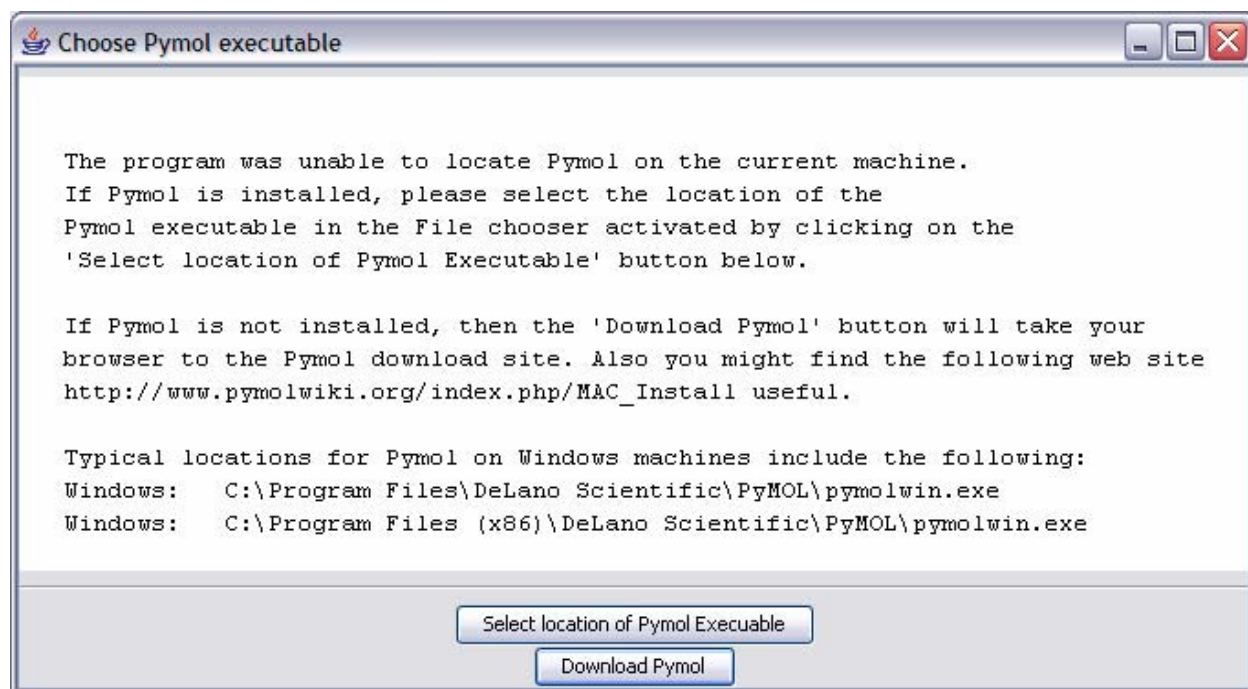 Choose Pymol executable
The program was unable to locate Pymol on the current machine.
If Pymol is installed, please select the location of the
Pymol executable in the File chooser activated by clicking on the
'Select location of Pymol Executable' button below.
If Pymol is not installed, then the 'Download Pymol' button will take your
browser to the Pymol download site. Also you might find the following web site
http://www.pymolwiki.org/index.php/MAC_Install useful.
Typical locations for Pymol on Windows machines include the following:
Windows:   C:\Program Files\DeLano Scientific\PyMOL\pymolwin.exe
Windows:   C:\Program Files (x86)\DeLano Scientific\PyMOL\pymolwin.exe
Select location of Pymol Execuable
Download Pymol